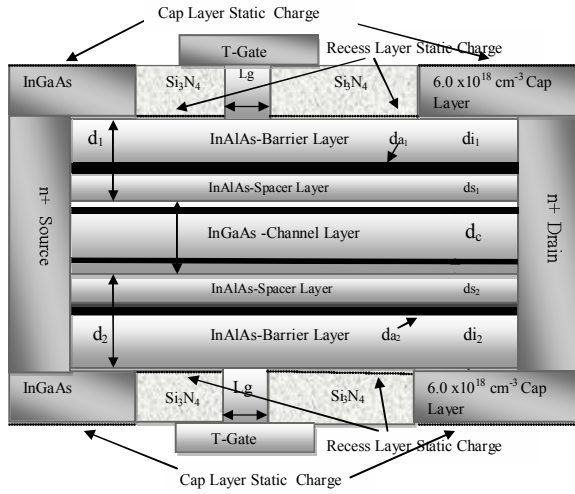 Cap Layer Static Charge
T-Gate
Recess Layer Static Charge
InGaAs
Si3N4
Lg
Si3N4
6.0 x10^18 cm^-3 Cap
Layer
d1
InAlAs-Barrier Layer
da1
di1
InAlAs-Spacer Layer
ds1
n+ Source
InGaAs -Channel Layer
dc
n+ Drain
InAlAs-Spacer Layer
ds2
d2
InAlAs-Barrier Layer
da2
di2
InGaAs
Si3N4
Lg
Si3N4
6.0 x10^18 cm^-3 Cap
Layer
T-Gate
Recess Layer Static Charge
Cap Layer Static Charge